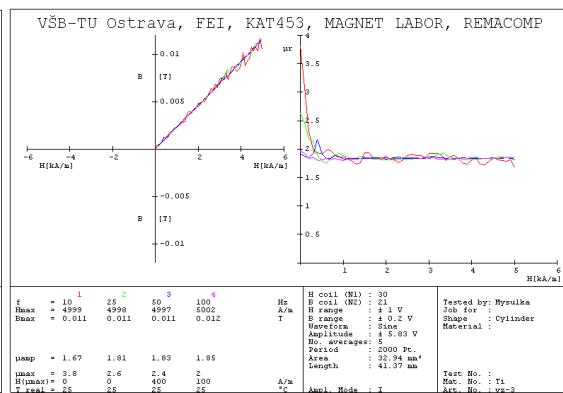 VŠB-TU Ostrava, FEI, KAT453, MAGNET LABOR, REMACOMP
B [T]
0.01
0.005
-6 -4 -2 0 2 4 6
H[kA/m] H[kA/m]
-0.005
B [T]
-0.01
µr
4
3.5
3
2.5
2
1.5
1
0.5
1 2 3 4 5 6
H[kA/m]
1 2 3 4
f = 10 25 50 100 Hz
Hmax = 4999 4998 4997 5002 A/m
Bmax = 0.011 0.011 0.011 0.012 T
µamp = 1.67 1.81 1.83 1.85
µmax = 3.8 2.6 2.4 2
H(µmax)= 0 0 400 100 A/m
T real = 25 25 25 25 °C
H coil (N1) : 30
B coil (N2) : 21
H range : ± 1 V
B range : ± 0.2 V
Waveform : Sine
Amplitude : ± 5.83 V
No. averages: 5
Period : 2000 Pt.
Area : 32.94 mm²
Length : 41.37 mm
Ampl. Mode : I
Tested by: Mysulka
Job for :
Shape : Cylinder
Material :
Test No. :
Mat. No. : Ti
Art. No. : vz-3